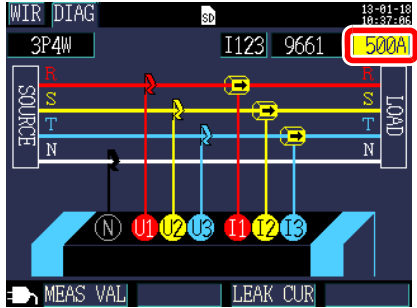 WIR DIAG SD 13-01-18
10:37:06
3P4W I123 9661 500A
R R
S S
T T
N N
SOURCE LOAD
N U1 U2 U3 I1 I2 I3
MEAS VAL LEAK CUR